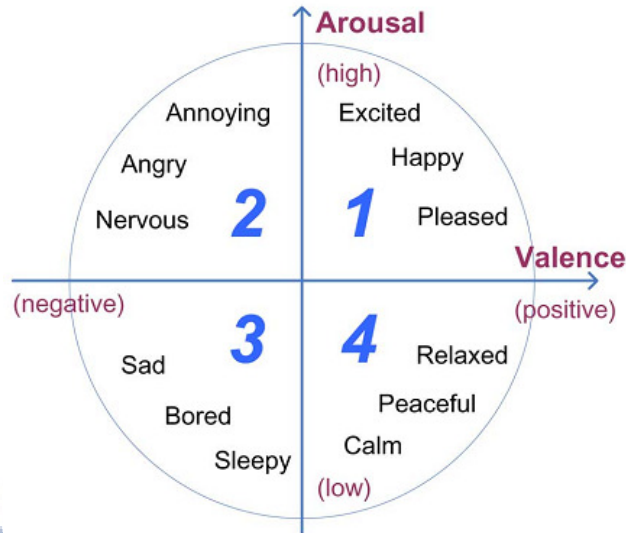 Arousal
(high)
Annoying
Excited
Angry
Happy
2
1
Nervous
Pleased
Valence
(negative)
(positive)
3
4
Sad
Relaxed
Bored
Peaceful
Sleepy
Calm
(low)